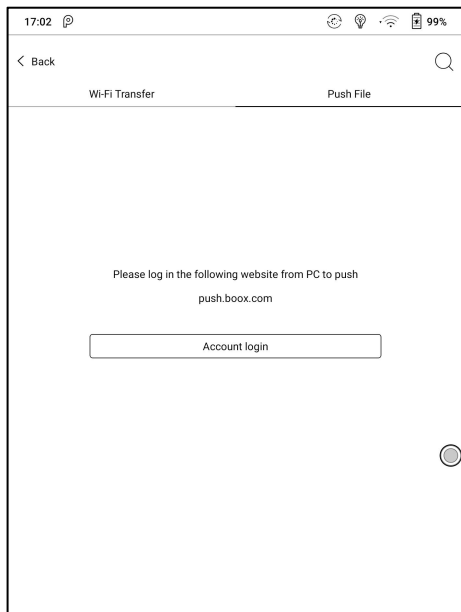 17:02 99%
Back
Wi-Fi Transfer Push File
Please log in the following website from PC to push
push.boox.com
Account login